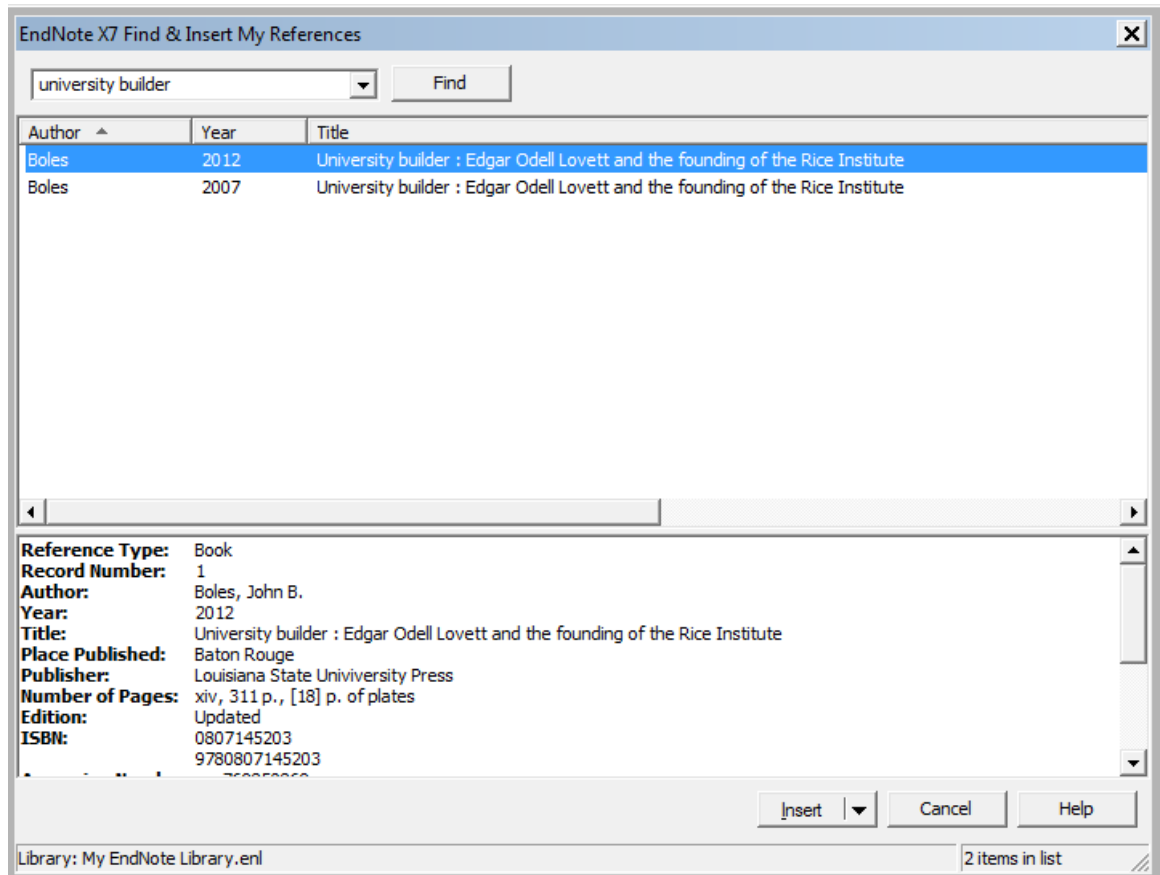 EndNote X7 Find & Insert My References
university builder Find
Author Year Title
Boles 2012 University builder : Edgar Odell Lovett and the founding of the Rice Institute
Boles 2007 University builder : Edgar Odell Lovett and the founding of the Rice Institute
Reference Type: Book
Record Number: 1
Author: Boles, John B.
Year: 2012
Title: University builder : Edgar Odell Lovett and the founding of the Rice Institute
Place Published: Baton Rouge
Publisher: Louisiana State Univiversity Press
Number of Pages: xiv, 311 p., [18] p. of plates
Edition: Updated
ISBN: 0807145203
9780807145203
Insert Cancel Help
Library: My EndNote Library.enl 2 items in list